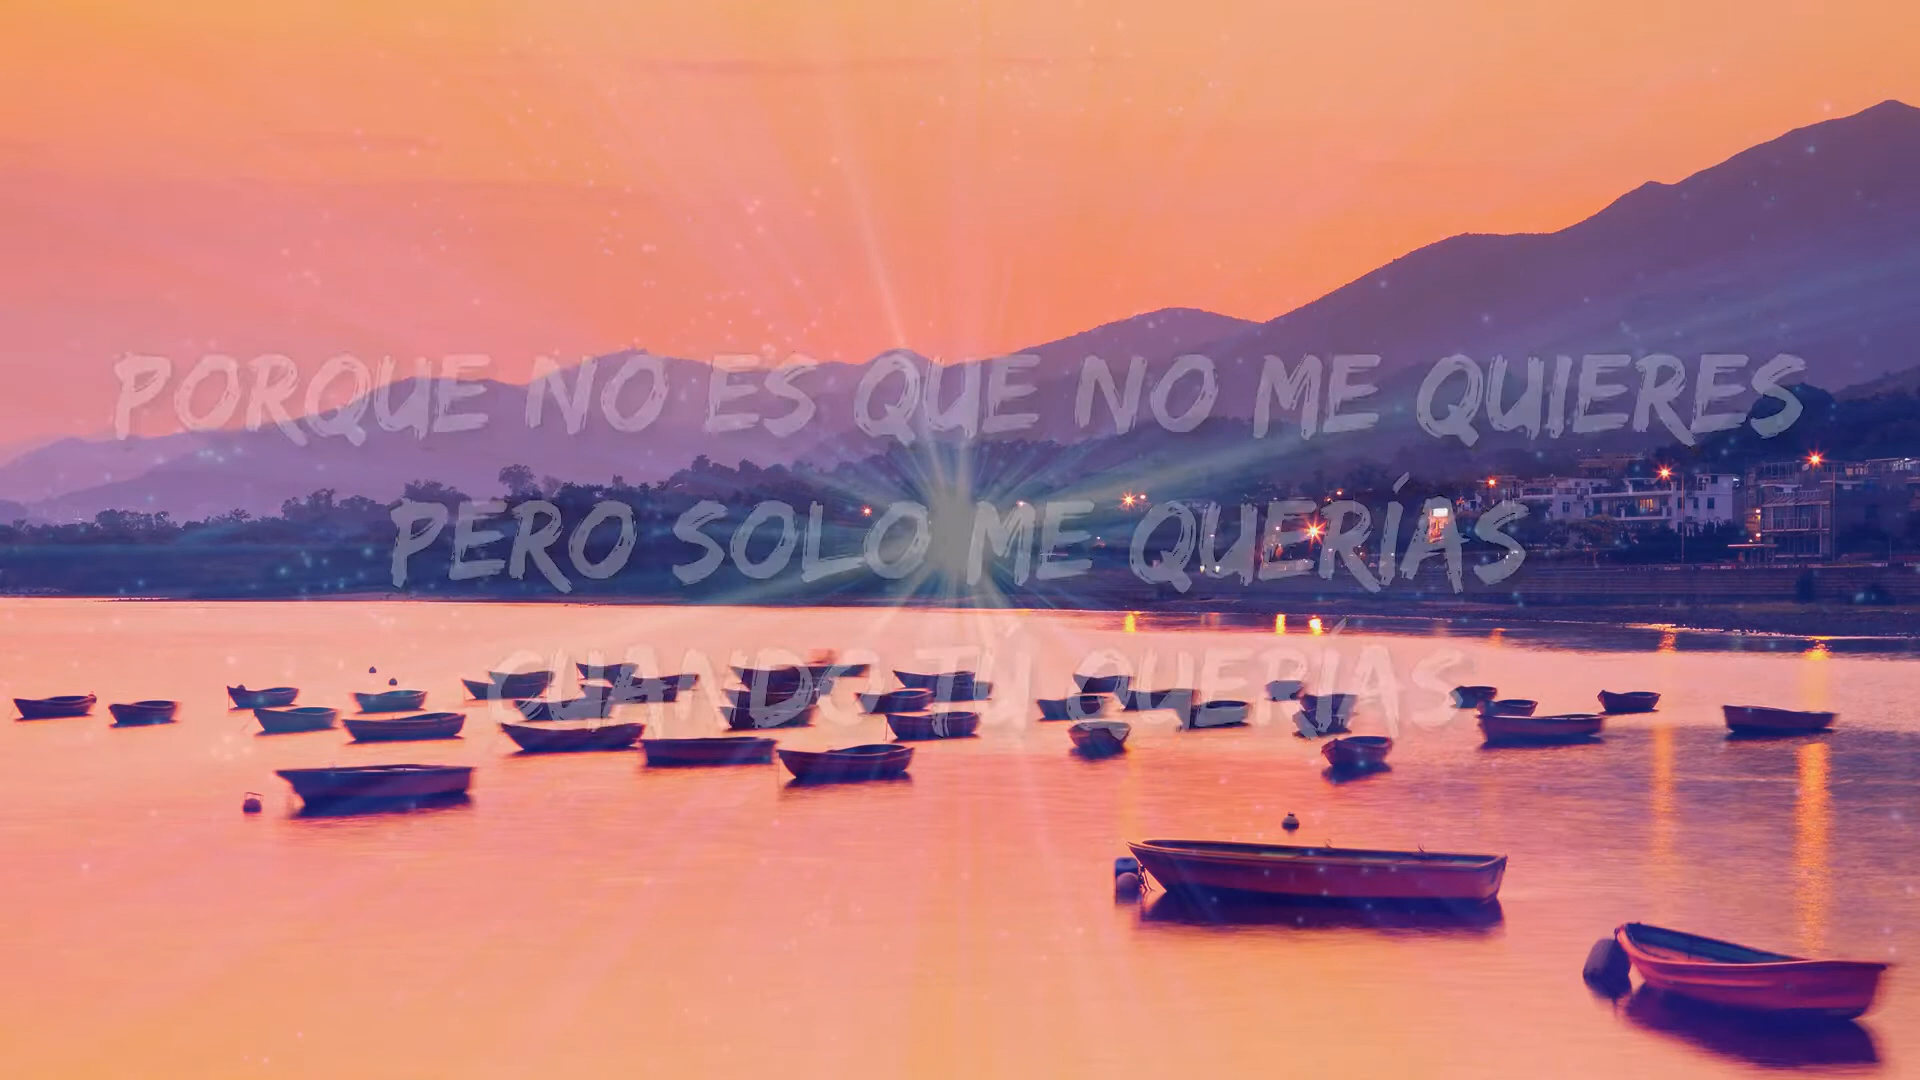 PORQUE NO ES QUE NO ME QUIERES
PERO SOLO ME QUERÍAS
CUANDO TÚ QUERÍAS